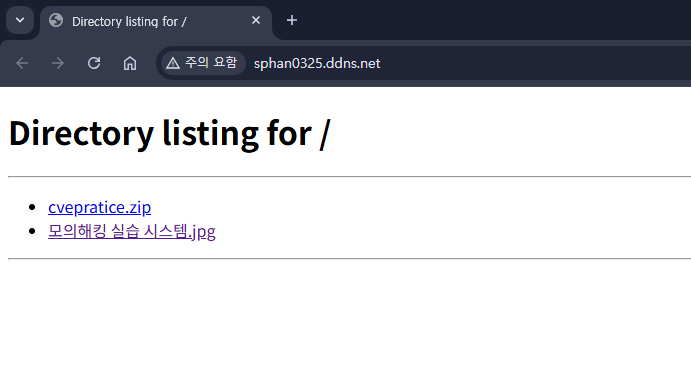 Directory listing for /
주의 요함 sphan0325.ddns.net
Directory listing for /
cvepratice.zip
모의해킹 실습 시스템.jpg